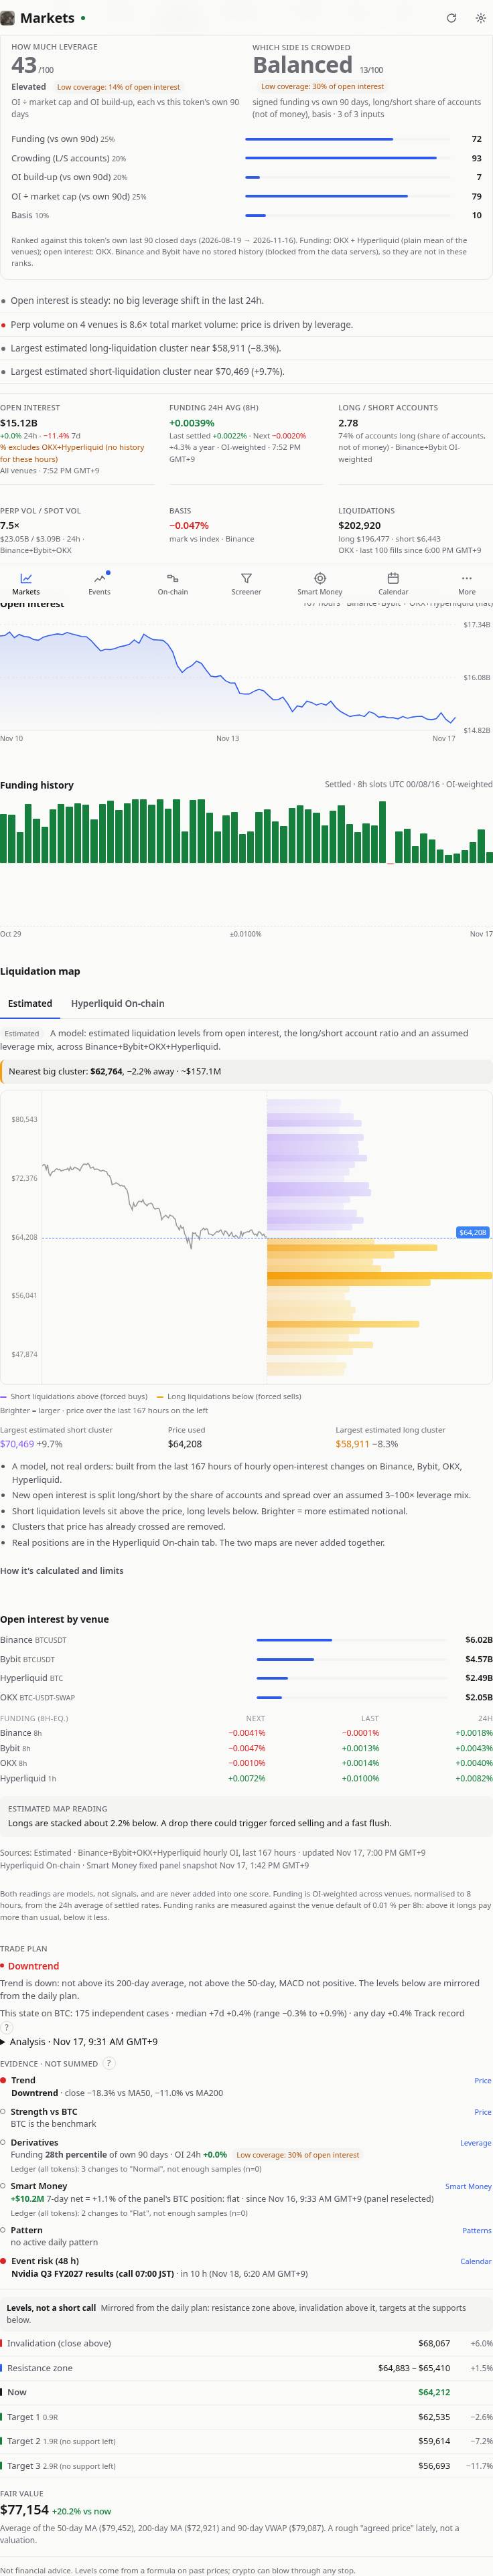 Markets
HOW MUCH LEVERAGE
43 /100
Elevated Low coverage: 14% of open interest
OI ÷ market cap and OI build-up, each vs this token's own 90
days
WHICH SIDE IS CROWDED
Balanced 13/100
Low coverage: 30% of open interest
signed funding vs own 90 days, long/short share of accounts
(not of money), basis · 3 of 3 inputs
Funding (vs own 90d) 25% 72
Crowding (L/S accounts) 20% 93
OI build-up (vs own 90d) 20% 7
OI ÷ market cap (vs own 90d) 25% 79
Basis 10% 10
Ranked against this token's own last 90 closed days (2026-08-19 → 2026-11-16). Funding: OKX + Hyperliquid (plain mean of the
venues); open interest: OKX. Binance and Bybit have no stored history (blocked from the data servers), so they are not in these
ranks.
Open interest is steady: no big leverage shift in the last 24h.
Perp volume on 4 venues is 8.6× total market volume: price is driven by leverage.
Largest estimated long-liquidation cluster near $58,911 (−8.3%).
Largest estimated short-liquidation cluster near $70,469 (+9.7%).
OPEN INTEREST
$15.12B
+0.0% 24h · −11.4% 7d
% excludes OKX+Hyperliquid (no history
for these hours)
All venues · 7:52 PM GMT+9
FUNDING 24H AVG (8H)
+0.0039%
Last settled +0.0022% · Next −0.0020%
+4.3% a year · OI-weighted · 7:52 PM
GMT+9
LONG / SHORT ACCOUNTS
2.78
74% of accounts long (share of accounts,
not of money) · Binance+Bybit OI-
weighted
PERP VOL / SPOT VOL
7.5×
$23.05B / $3.09B · 24h ·
Binance+Bybit+OKX
BASIS
−0.047%
mark vs index · Binance
LIQUIDATIONS
$202,920
long $196,477 · short $6,443
OKX · last 100 fills since 6:00 PM GMT+9
Markets Events On-chain Screener Smart Money Calendar More
Open interest 167 hours · Binance+Bybit + OKX+Hyperliquid (flat)
$17.34B
$16.08B
$14.82B
Nov 10 Nov 13 Nov 17
Funding history Settled · 8h slots UTC 00/08/16 · OI-weighted
Oct 29 ±0.0100% Nov 17
Liquidation map
Estimated Hyperliquid On-chain
Estimated A model: estimated liquidation levels from open interest, the long/short account ratio and an assumed
leverage mix, across Binance+Bybit+OKX+Hyperliquid.
Nearest big cluster: $62,764, −2.2% away · ~$157.1M
$80,543
$72,376
$64,208 $64,208
$56,041
$47,874
Short liquidations above (forced buys) Long liquidations below (forced sells)
Brighter = larger · price over the last 167 hours on the left
Largest estimated short cluster
$70,469 +9.7%
Price used
$64,208
Largest estimated long cluster
$58,911 −8.3%
A model, not real orders: built from the last 167 hours of hourly open-interest changes on Binance, Bybit, OKX,
Hyperliquid.
New open interest is split long/short by the share of accounts and spread over an assumed 3–100× leverage mix.
Short liquidation levels sit above the price, long levels below. Brighter = more estimated notional.
Clusters that price has already crossed are removed.
Real positions are in the Hyperliquid On-chain tab. The two maps are never added together.
How it's calculated and limits
Open interest by venue
Binance BTCUSDT $6.02B
Bybit BTCUSDT $4.57B
Hyperliquid BTC $2.49B
OKX BTC-USDT-SWAP $2.05B
FUNDING (8H-EQ.) NEXT LAST 24H
Binance 8h −0.0041% −0.0001% +0.0018%
Bybit 8h −0.0047% +0.0013% +0.0043%
OKX 8h −0.0010% +0.0014% +0.0040%
Hyperliquid 1h +0.0072% +0.0100% +0.0082%
ESTIMATED MAP READING
Longs are stacked about 2.2% below. A drop there could trigger forced selling and a fast flush.
Sources: Estimated · Binance+Bybit+OKX+Hyperliquid hourly OI, last 167 hours · updated Nov 17, 7:00 PM GMT+9
Hyperliquid On-chain · Smart Money fixed panel snapshot Nov 17, 1:42 PM GMT+9
Both readings are models, not signals, and are never added into one score. Funding is OI-weighted across venues, normalised to 8
hours, from the 24h average of settled rates. Funding ranks are measured against the venue default of 0.01 % per 8h: above it longs pay
more than usual, below it less.
TRADE PLAN
Downtrend
Trend is down: not above its 200-day average, not above the 50-day, MACD not positive. The levels below are mirrored
from the daily plan.
This state on BTC: 175 independent cases · median +7d +0.4% (range −0.3% to +0.9%) · any day +0.4% Track record
?
Analysis · Nov 17, 9:31 AM GMT+9
EVIDENCE · NOT SUMMED ?
Trend Price
Downtrend · close −18.3% vs MA50, −11.0% vs MA200
Strength vs BTC Price
BTC is the benchmark
Derivatives Leverage
Funding 28th percentile of own 90 days · OI 24h +0.0% Low coverage: 30% of open interest
Ledger (all tokens): 3 changes to "Normal", not enough samples (n=0)
Smart Money Smart Money
+$10.2M 7-day net = +1.1% of the panel's BTC position: flat · since Nov 16, 9:33 AM GMT+9 (panel reselected)
Ledger (all tokens): 2 changes to "Flat", not enough samples (n=0)
Pattern Patterns
no active daily pattern
Event risk (48 h) Calendar
Nvidia Q3 FY2027 results (call 07:00 JST) · in 10 h (Nov 18, 6:20 AM GMT+9)
Levels, not a short call Mirrored from the daily plan: resistance zone above, invalidation above it, targets at the supports
below.
Invalidation (close above) $68,067 +6.0%
Resistance zone $64,883 – $65,410 +1.5%
Now $64,212
Target 1 0.9R $62,535 −2.6%
Target 2 1.9R (no support left) $59,614 −7.2%
Target 3 2.9R (no support left) $56,693 −11.7%
FAIR VALUE
$77,154 +20.2% vs now
Average of the 50-day MA ($79,452), 200-day MA ($72,921) and 90-day VWAP ($79,087). A rough "agreed price" lately, not a
valuation.
Not financial advice. Levels come from a formula on past prices; crypto can blow through any stop.